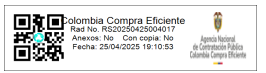 Colombia Compra Eficiente
Rad No. RS20250425004017
Anexos: No Con copia: No
Fecha: 25/04/2025 19:10:53
Agencia Nacional
de Contratación Pública
Colombia Compra Eficiente